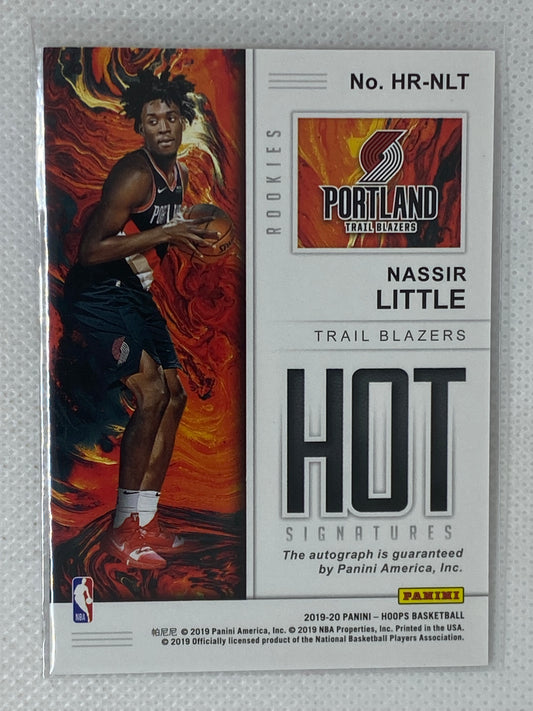 No. HR-NLT
ROOKIES
PORTLAND
TRAIL BLAZERS
NASSIR
LITTLE
TRAIL BLAZERS
HOT
SIGNATURES
The autograph is guaranteed
by Panini America, Inc.
PANINI
NBA
2019-20 PANINI – HOOPS BASKETBALL
帕尼尼 © 2019 Panini America, Inc. © 2019 NBA Properties, Inc. Printed in the USA.
© 2019 Officially licensed product of the National Basketball Players Association.